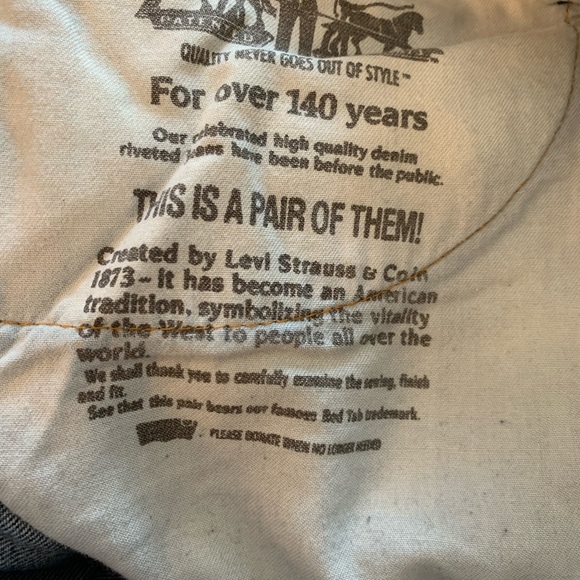 PATENTED
QUALITY NEVER GOES OUT OF STYLE™
For over 140 years
Our celebrated high quality denim
riveted jeans have been before the public.
THIS IS A PAIR OF THEM!
Created by Levi Strauss & Co in
1873 - it has become an American
tradition, symbolizing the vitality
of the West to people all over the
world.
We shall thank you to carefully examine the sewing, finish
and fit.
See that this pair bears our famous Red Tab trademark.
PLEASE DONATE WHEN NO LONGER NEEDED